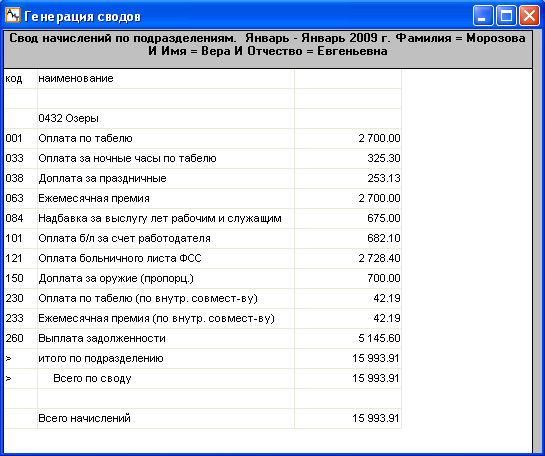 Генерация сводов
Свод начислений по подразделениям. Январь - Январь 2009 г. Фамилия = Морозова
И Имя = Вера И Отчество = Евгеньевна
код наименование
0432 Озеры
001 Оплата по табелю 2 700.00
033 Оплата за ночные часы по табелю 325.30
038 Доплата за праздничные 253.13
063 Ежемесячная премия 2 700.00
084 Надбавка за выслугу лет рабочим и служащим 675.00
101 Оплата б/л за счет работодателя 682.10
121 Оплата больничного листа ФСС 2 728.40
150 Доплата за оружие (пропорц.) 700.00
230 Оплата по табелю (по внутр. совмест-ву) 42.19
233 Ежемесячная премия (по внутр. совмест-ву) 42.19
260 Выплата задолженности 5 145.60
> итого по подразделению 15 993.91
> Всего по своду 15 993.91
Всего начислений 15 993.91